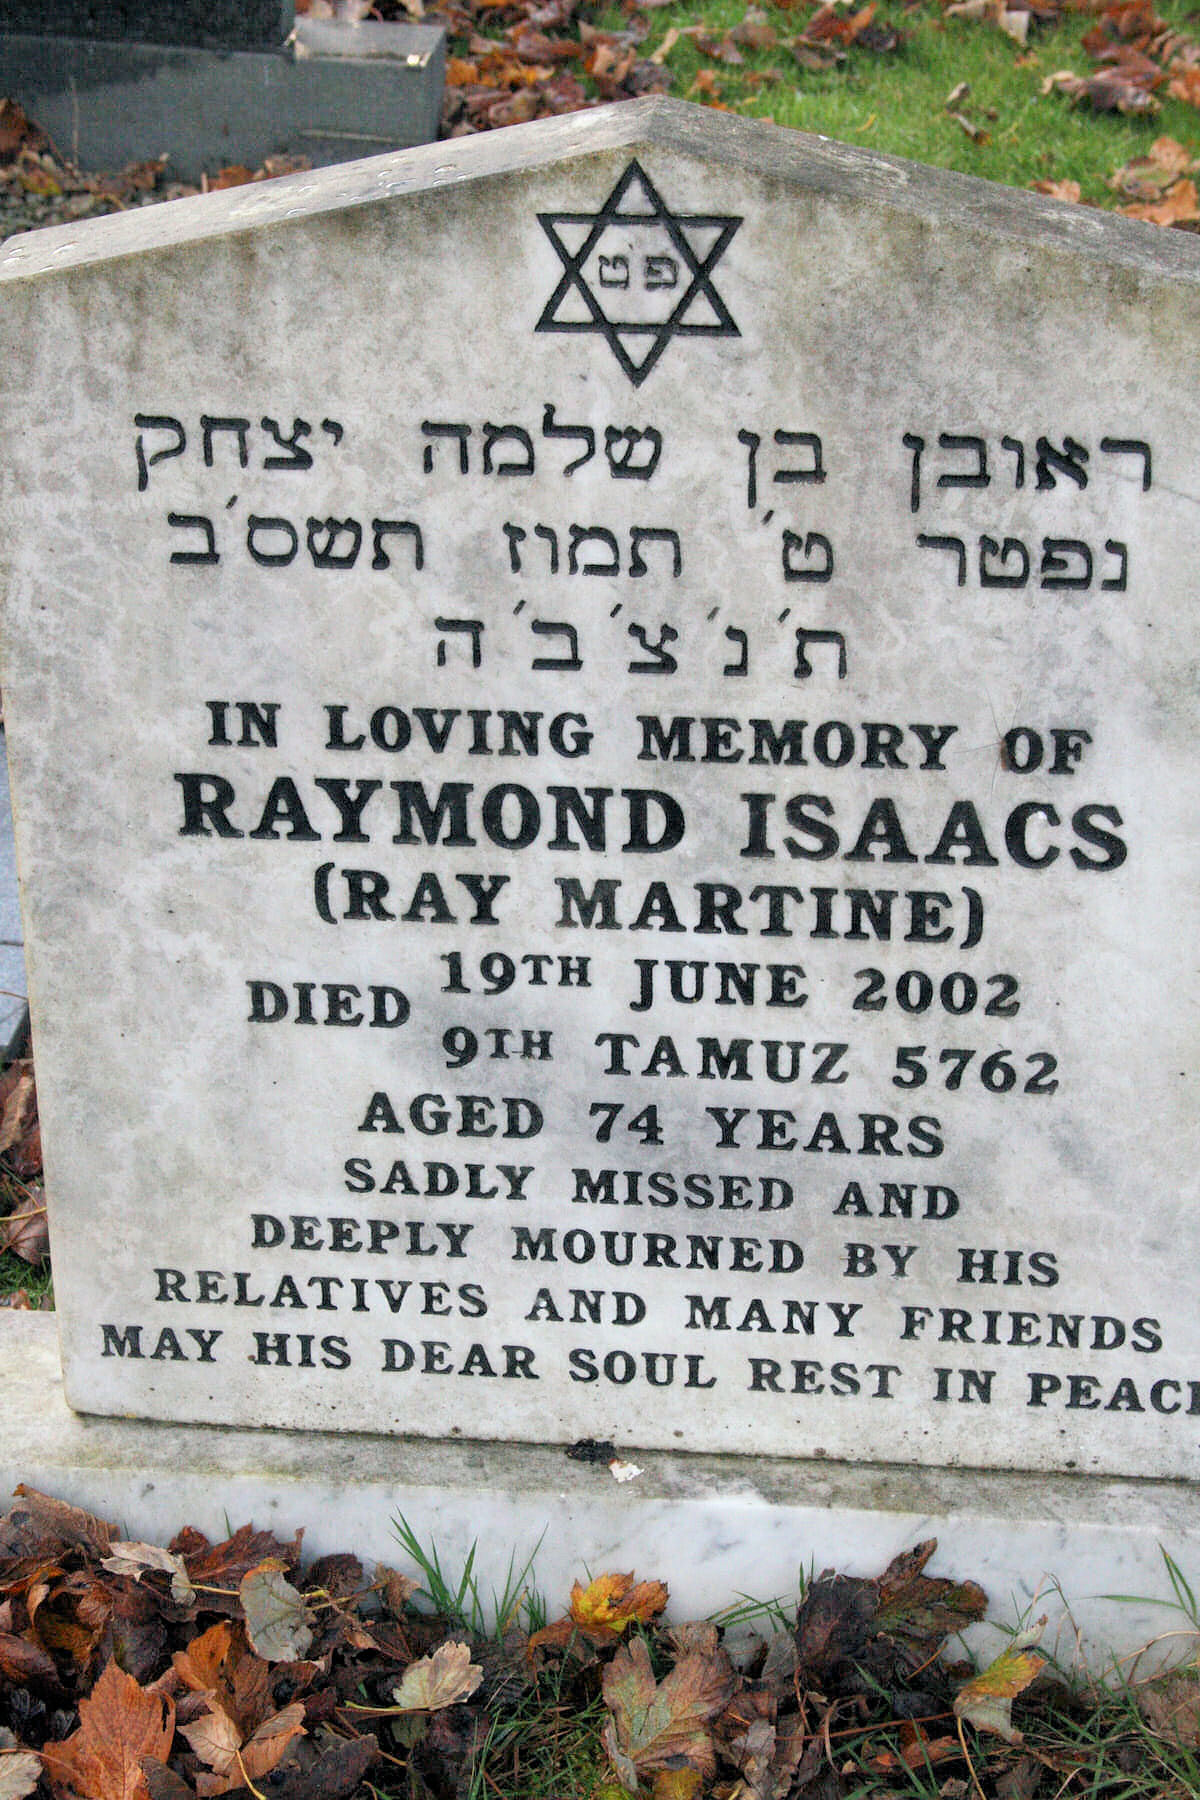 פ'ט
ראובן בן שלמה יצחק
נפטר ט' תמוז תשס'ב
ת'נ'צ'ב'ה
IN LOVING MEMORY OF
RAYMOND ISAACS
(RAY MARTINE)
DIED 19TH JUNE 2002
9TH TAMUZ 5762
AGED 74 YEARS
SADLY MISSED AND
DEEPLY MOURNED BY HIS
RELATIVES AND MANY FRIENDS
MAY HIS DEAR SOUL REST IN PEACE